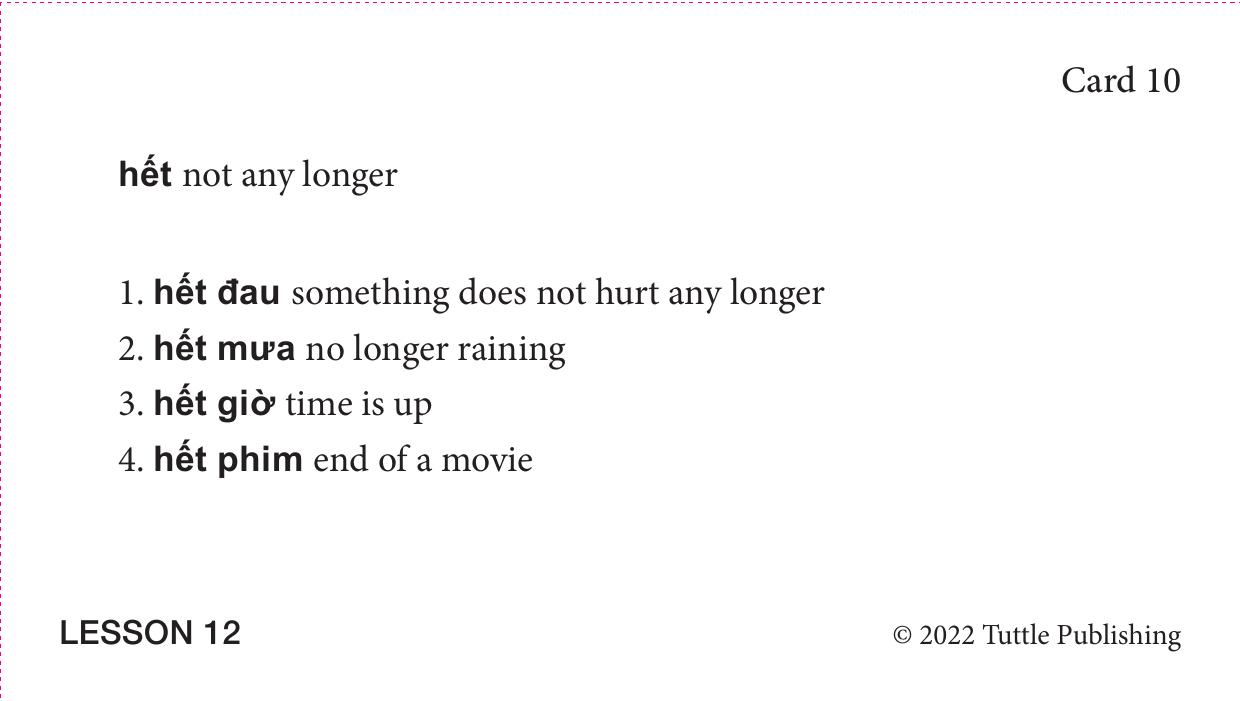 Card 10
hết not any longer
1. hết đau something does not hurt any longer
2. hết mưa no longer raining
3. hết giờ time is up
4. hết phim end of a movie
LESSON 12
© 2022 Tuttle Publishing